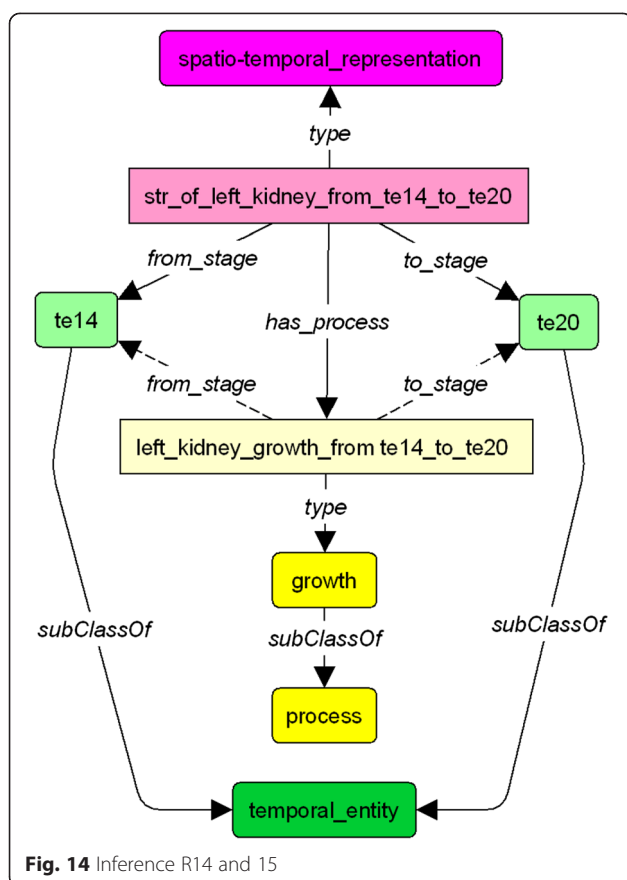 spatio-temporal_representation
type
str_of_left_kidney_from_te14_to_te20
from_stage
to_stage
te14
te20
has_process
from_stage
to_stage
left_kidney_growth_from te14_to_te20
type
growth
subClassOf
subClassOf
subClassOf
process
temporal_entity
Fig. 14 Inference R14 and 15